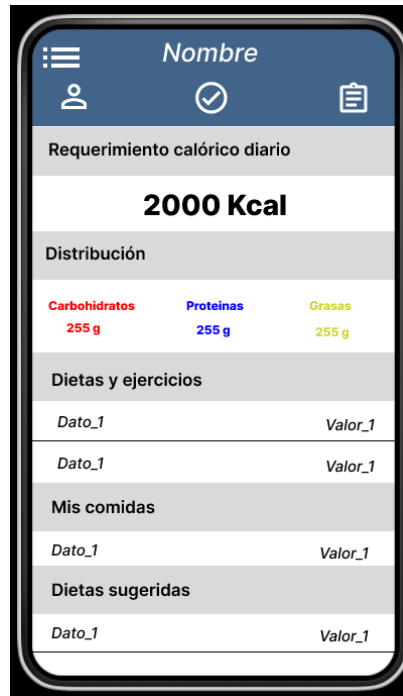 Nombre
Requerimiento calórico diario
2000 Kcal
Distribución
Carbohidratos Proteinas Grasas
255 g 255 g 255 g
Dietas y ejercicios
Dato_1 Valor_1
Dato_1 Valor_1
Mis comidas
Dato_1 Valor_1
Dietas sugeridas
Dato_1 Valor_1